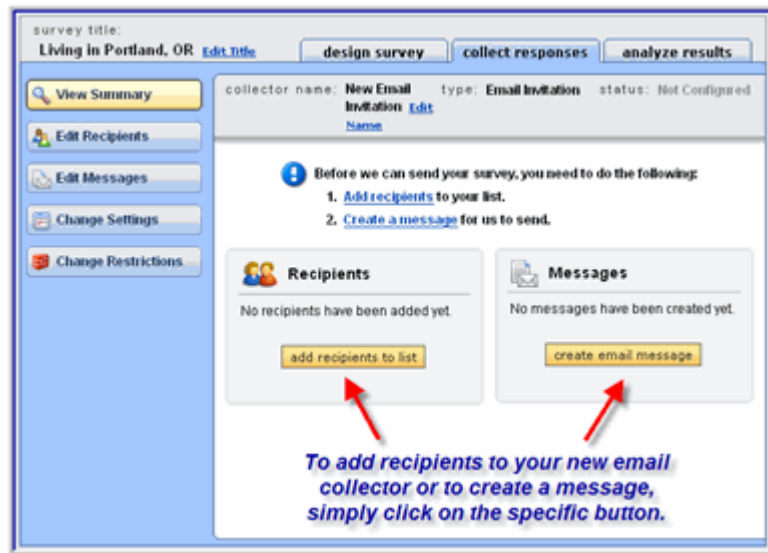 survey title:
Living in Portland, OR Edit Title
design survey
collect responses
analyze results
View Summary
Edit Recipients
Edit Messages
Change Settings
Change Restrictions
collector name: New Email type: Email Invitation status: Not Configured
Invitation Edit
Name
Before we can send your survey, you need to do the following:
1. Add recipients to your list.
2. Create a message for us to send.
Recipients
No recipients have been added yet.
add recipients to list
Messages
No messages have been created yet.
create email message
To add recipients to your new email
collector or to create a message,
simply click on the specific button.